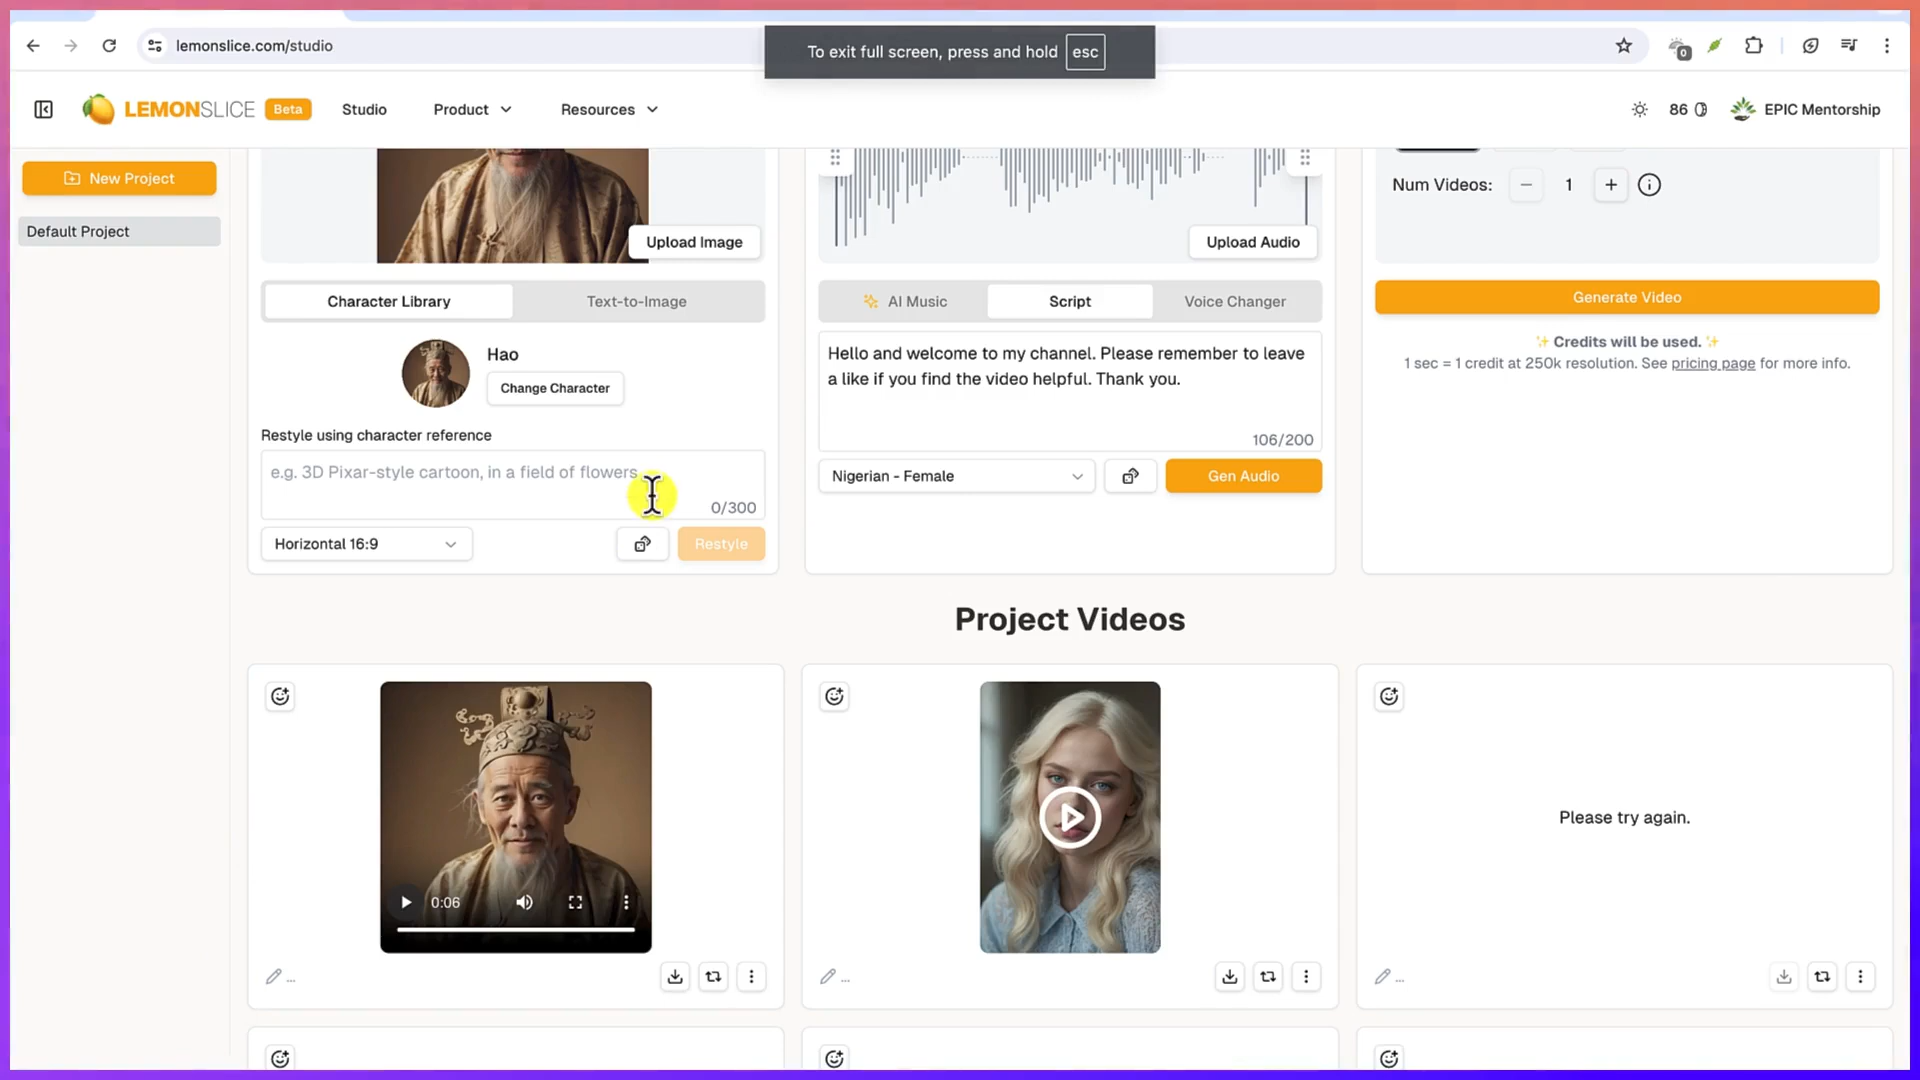 lemonslice.com/studio
To exit full screen, press and hold esc
0
LEMONSLICE Beta
Studio
Product
Resources
86
EPIC Mentorship
New Project
Default Project
Upload Image
Character Library
Text-to-Image
Hao
Change Character
Restyle using character reference
e.g. 3D Pixar-style cartoon, in a field of flowers
0/300
Horizontal 16:9
Restyle
Upload Audio
AI Music
Script
Voice Changer
Hello and welcome to my channel. Please remember to leave
a like if you find the video helpful. Thank you.
106/200
Nigerian - Female
Gen Audio
Num Videos:
1
Generate Video
✨ Credits will be used. ✨
1 sec = 1 credit at 250k resolution. See pricing page for more info.
Project Videos
0:06
...
...
Please try again.
...